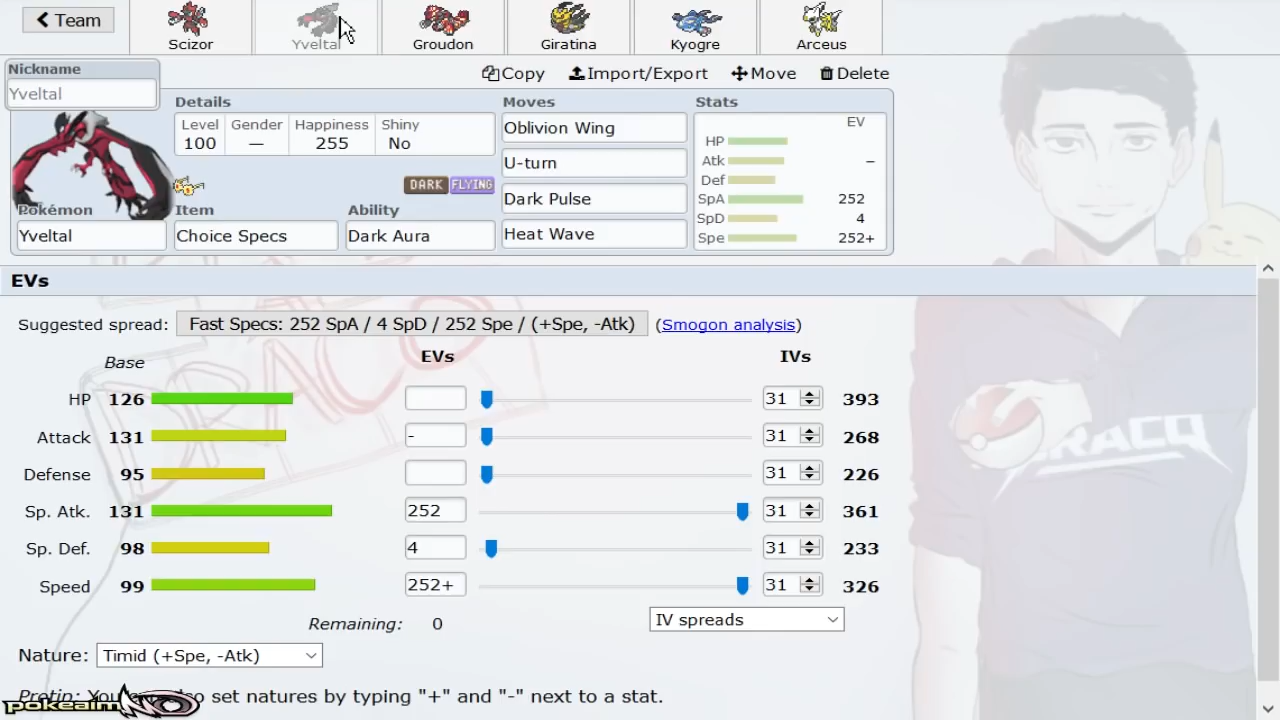 Team
Scizor
Yveltal
Groudon
Giratina
Kyogre
Arceus
Copy
Import/Export
Move
Delete
Nickname
Yveltal
Details
Moves
Stats
Level
Gender
Happiness
Shiny
100
—
255
No
DARK
FLYING
Pokémon
Item
Ability
Yveltal
Choice Specs
Dark Aura
Oblivion Wing
U-turn
Dark Pulse
Heat Wave
EV
HP
Atk –
Def
SpA 252
SpD 4
Spe 252+
EVs
Suggested spread: Fast Specs: 252 SpA / 4 SpD / 252 Spe / (+Spe, -Atk) (Smogon analysis)
Base EVs IVs
HP 126 31 393
Attack 131 - 31 268
Defense 95 31 226
Sp. Atk. 131 252 31 361
Sp. Def. 98 4 31 233
Speed 99 252+ 31 326
Remaining: 0
IV spreads
Nature: Timid (+Spe, -Atk)
Protip: You can also set natures by typing "+" and "-" next to a stat.
pokeaim
DRACO